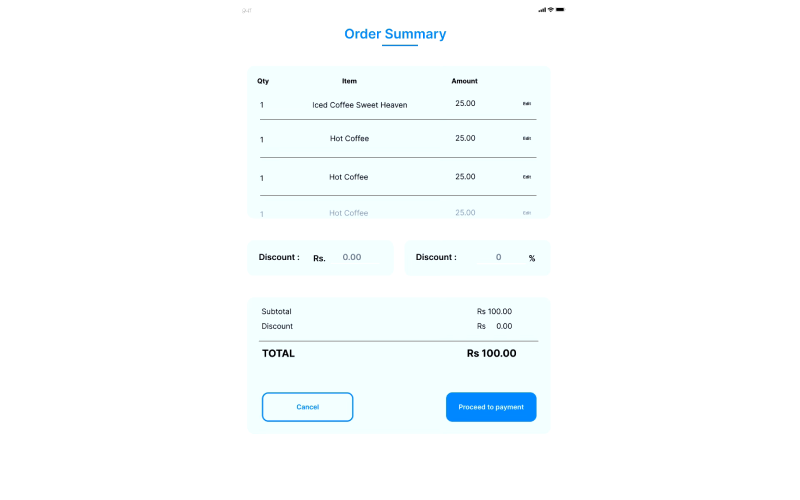 Order Summary
Qty Item Amount
1 Iced Coffee Sweet Heaven 25.00 Edit
1 Hot Coffee 25.00 Edit
1 Hot Coffee 25.00 Edit
1 Hot Coffee 25.00 Edit
Discount : Rs. 0.00 Discount : 0 %
Subtotal Rs 100.00
Discount Rs 0.00
TOTAL Rs 100.00
Cancel Proceed to payment